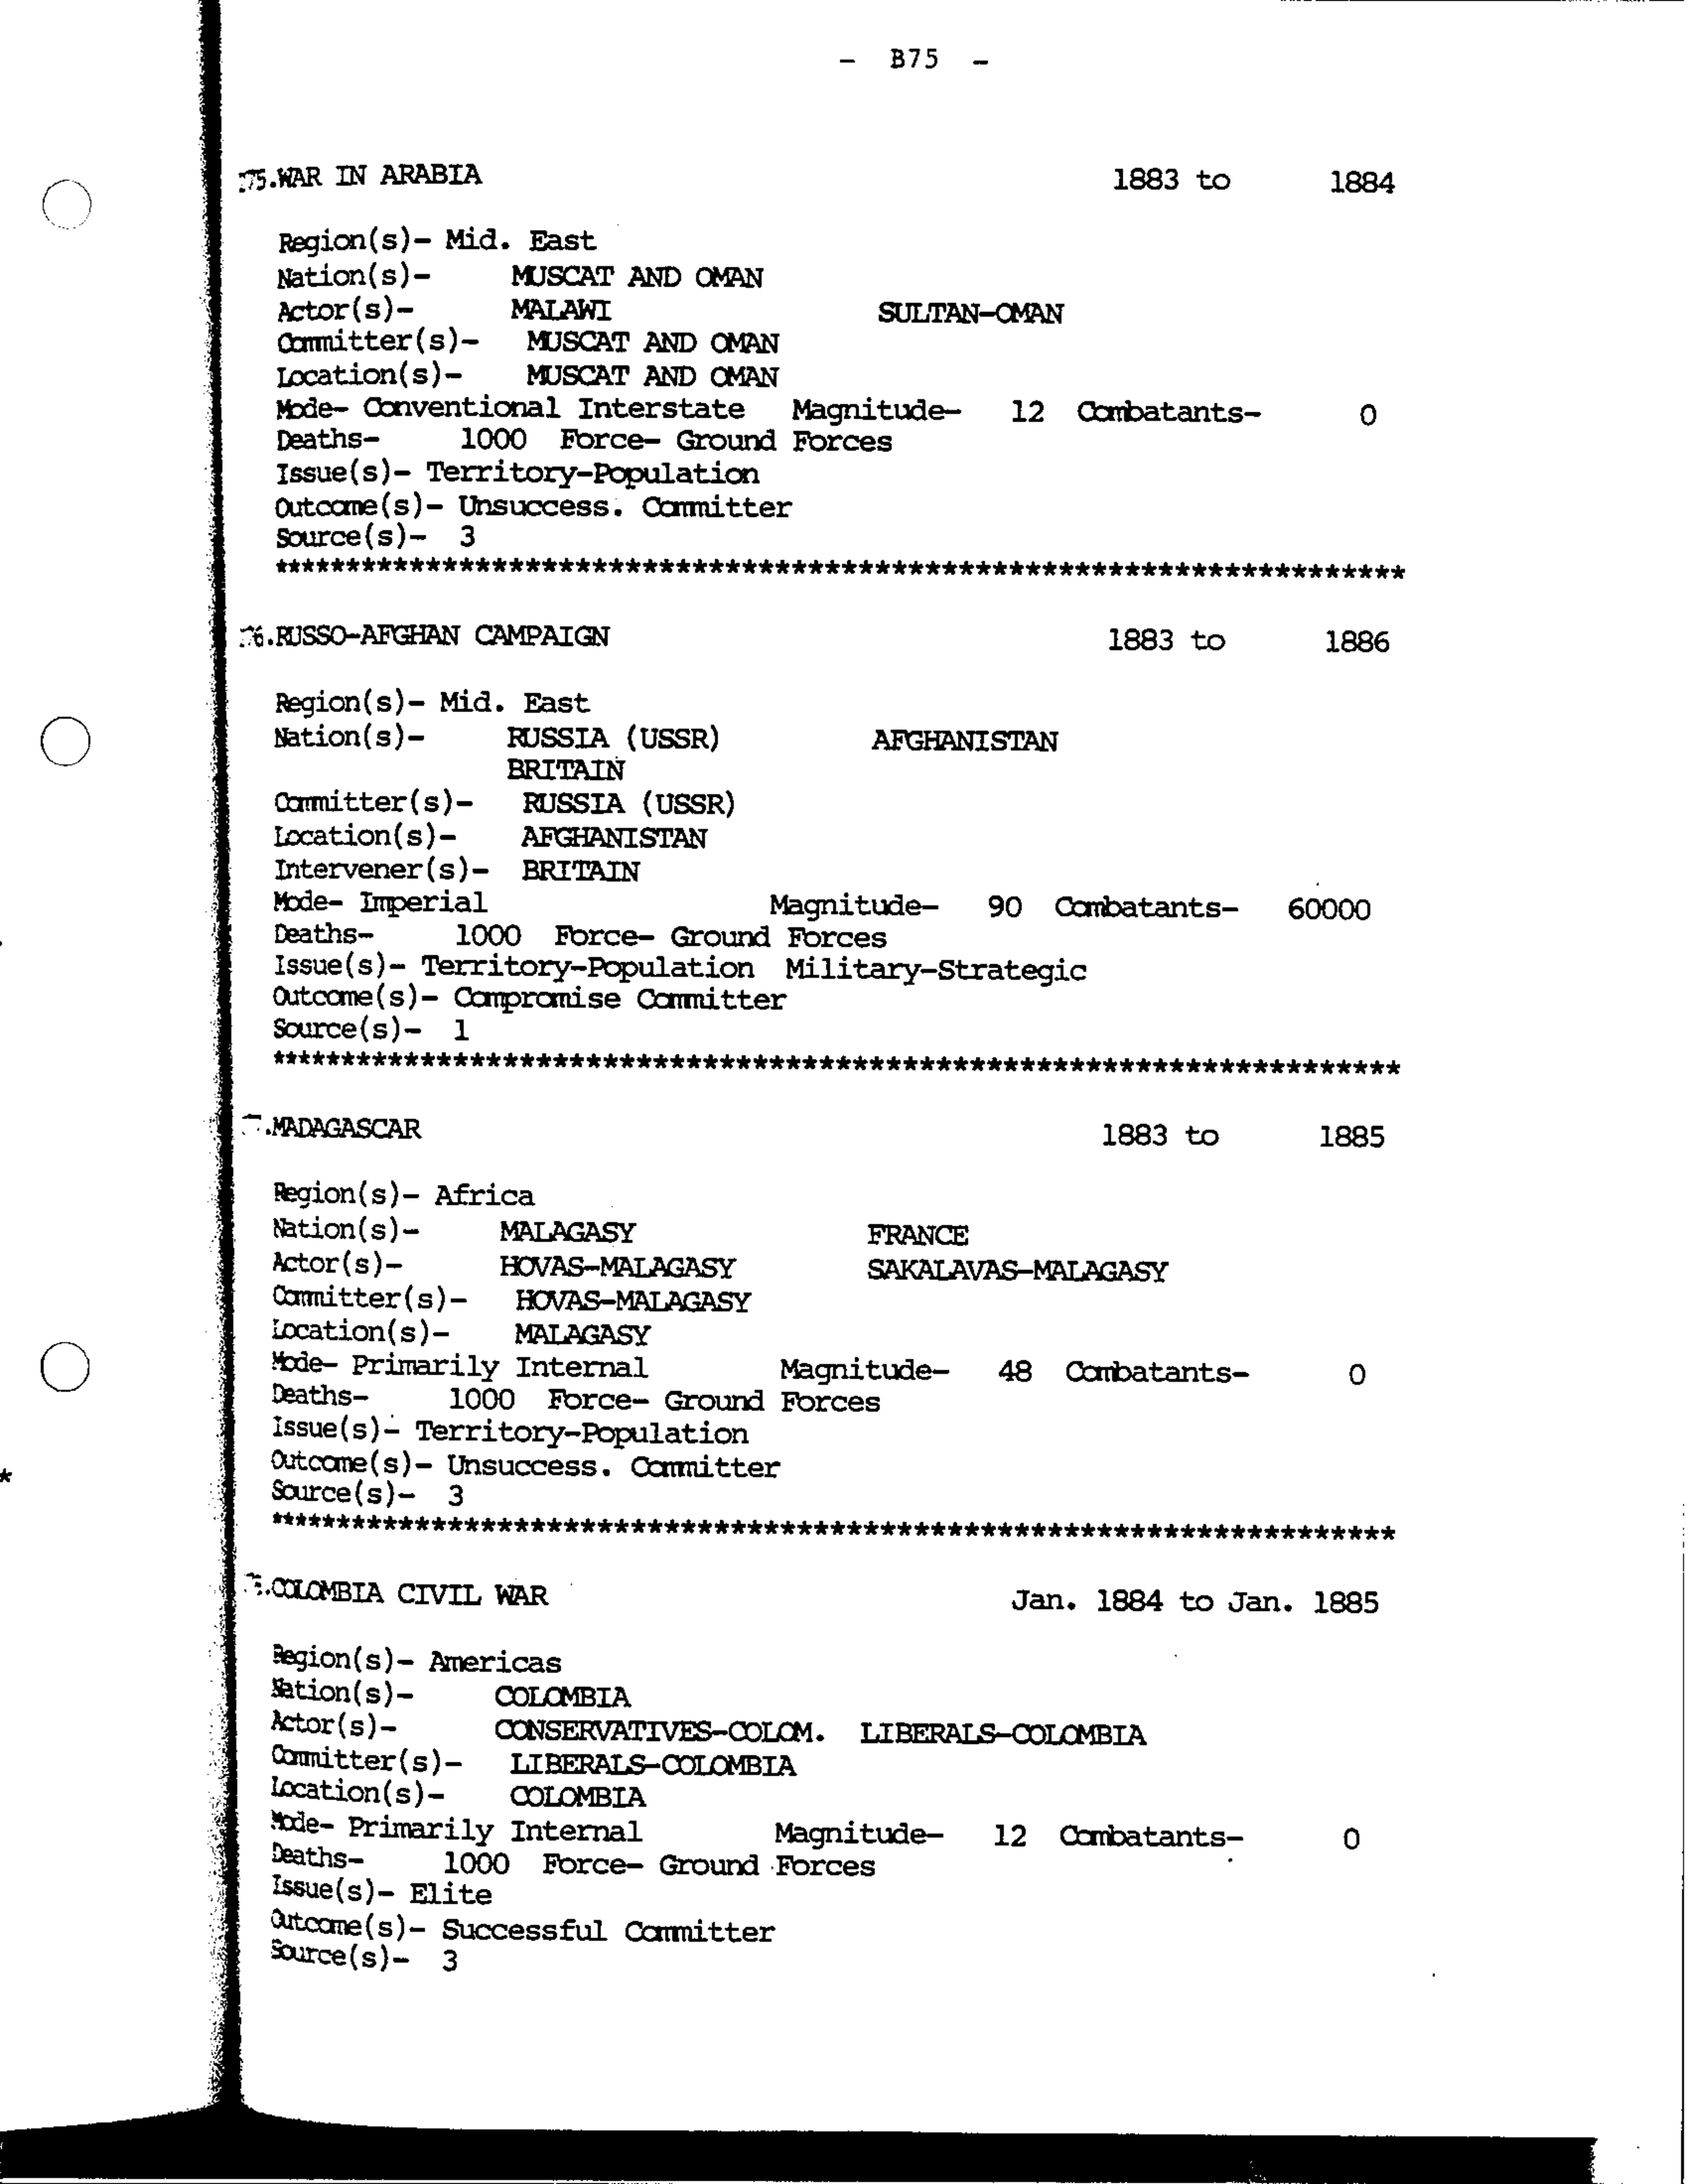 - B75 -
75.WAR IN ARABIA 1883 to 1884
Region(s)- Mid. East
Nation(s)- MUSCAT AND OMAN
Actor(s)- MALAWI SULTAN-OMAN
Committer(s)- MUSCAT AND OMAN
Location(s)- MUSCAT AND OMAN
Mode- Conventional Interstate Magnitude- 12 Combatants- 0
Deaths- 1000 Force- Ground Forces
Issue(s)- Territory-Population
Outcome(s)- Unsuccess. Committer
Source(s)- 3
********************************************************************
6.RUSSO-AFGHAN CAMPAIGN 1883 to 1886
Region(s)- Mid. East
Nation(s)- RUSSIA (USSR) AFGHANISTAN
BRITAIN
Committer(s)- RUSSIA (USSR)
Location(s)- AFGHANISTAN
Intervener(s)- BRITAIN
Mode- Imperial Magnitude- 90 Combatants- 60000
Deaths- 1000 Force- Ground Forces
Issue(s)- Territory-Population Military-Strategic
Outcome(s)- Compromise Committer
Source(s)- 1
********************************************************************
.MADAGASCAR 1883 to 1885
Region(s)- Africa
Nation(s)- MALAGASY FRANCE
Actor(s)- HOVAS-MALAGASY SAKALAVAS-MALAGASY
Committer(s)- HOVAS-MALAGASY
Location(s)- MALAGASY
Mode- Primarily Internal Magnitude- 48 Combatants- 0
Deaths- 1000 Force- Ground Forces
Issue(s)- Territory-Population
Outcome(s)- Unsuccess. Committer
Source(s)- 3
********************************************************************
.COLOMBIA CIVIL WAR Jan. 1884 to Jan. 1885
Region(s)- Americas
Nation(s)- COLOMBIA
Actor(s)- CONSERVATIVES-COLOM. LIBERALS-COLOMBIA
Committer(s)- LIBERALS-COLOMBIA
Location(s)- COLOMBIA
Mode- Primarily Internal Magnitude- 12 Combatants- 0
Deaths- 1000 Force- Ground Forces
Issue(s)- Elite
Outcome(s)- Successful Committer
Source(s)- 3